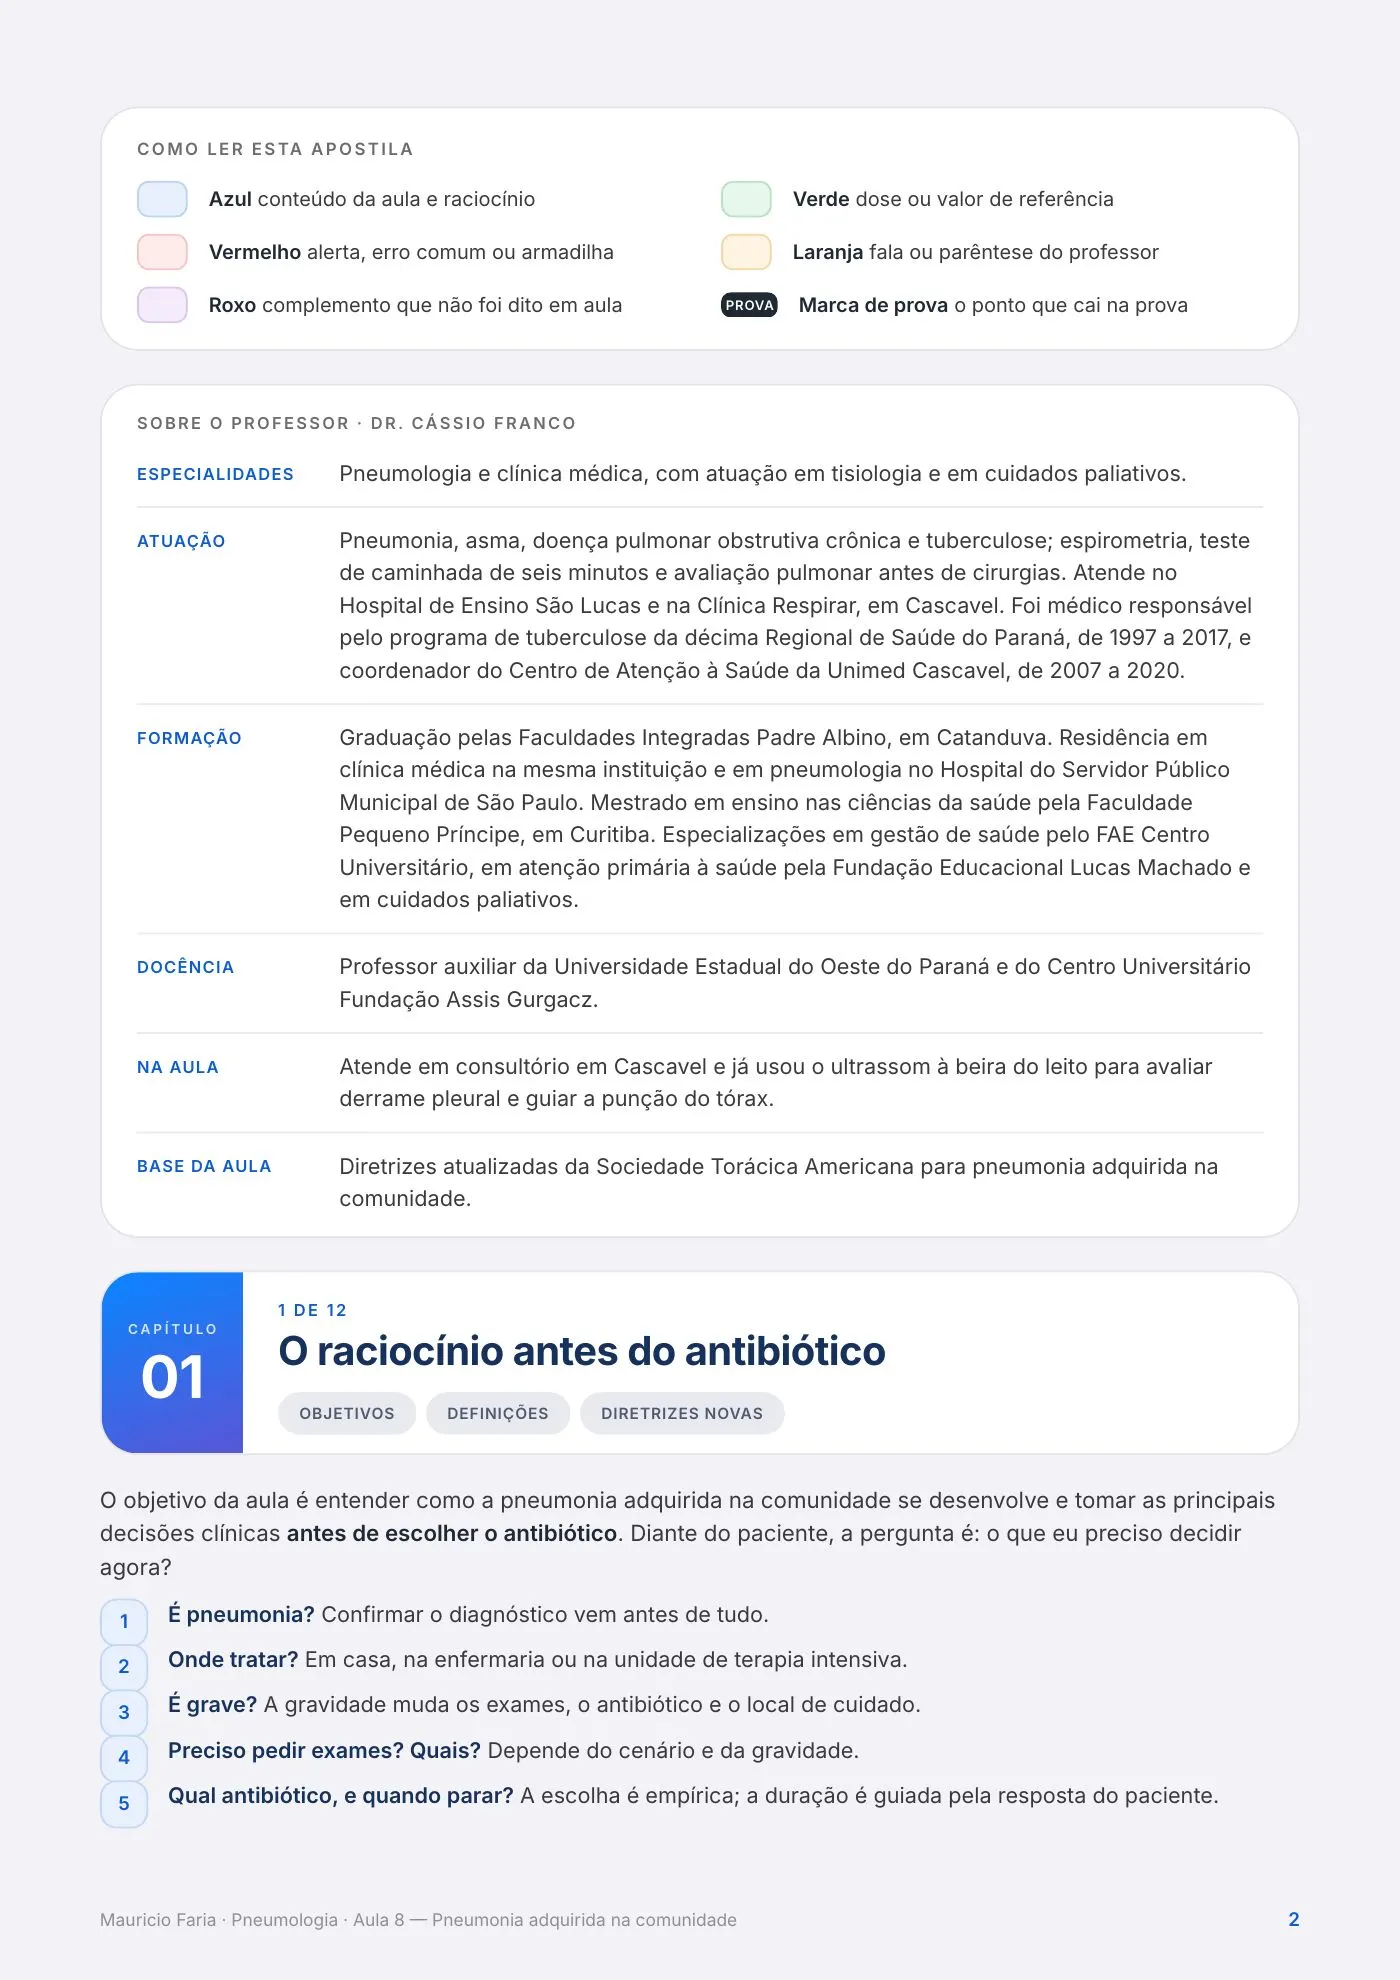 COMO LER ESTA APOSTILA
Azul conteúdo da aula e raciocínio
Verde dose ou valor de referência
Vermelho alerta, erro comum ou armadilha
Laranja fala ou parêntese do professor
Roxo complemento que não foi dito em aula
PROVA Marca de prova o ponto que cai na prova
SOBRE O PROFESSOR · DR. CÁSSIO FRANCO
ESPECIALIDADES Pneumologia e clínica médica, com atuação em tisiologia e em cuidados paliativos.
ATUAÇÃO Pneumonia, asma, doença pulmonar obstrutiva crônica e tuberculose; espirometria, teste
de caminhada de seis minutos e avaliação pulmonar antes de cirurgias. Atende no
Hospital de Ensino São Lucas e na Clínica Respirar, em Cascavel. Foi médico responsável
pelo programa de tuberculose da décima Regional de Saúde do Paraná, de 1997 a 2017, e
coordenador do Centro de Atenção à Saúde da Unimed Cascavel, de 2007 a 2020.
FORMAÇÃO Graduação pelas Faculdades Integradas Padre Albino, em Catanduva. Residência em
clínica médica na mesma instituição e em pneumologia no Hospital do Servidor Público
Municipal de São Paulo. Mestrado em ensino nas ciências da saúde pela Faculdade
Pequeno Príncipe, em Curitiba. Especializações em gestão de saúde pelo FAE Centro
Universitário, em atenção primária à saúde pela Fundação Educacional Lucas Machado e
em cuidados paliativos.
DOCÊNCIA Professor auxiliar da Universidade Estadual do Oeste do Paraná e do Centro Universitário
Fundação Assis Gurgacz.
NA AULA Atende em consultório em Cascavel e já usou o ultrassom à beira do leito para avaliar
derrame pleural e guiar a punção do tórax.
BASE DA AULA Diretrizes atualizadas da Sociedade Torácica Americana para pneumonia adquirida na
comunidade.
CAPÍTULO
01
1 DE 12
O raciocínio antes do antibiótico
OBJETIVOS DEFINIÇÕES DIRETRIZES NOVAS
O objetivo da aula é entender como a pneumonia adquirida na comunidade se desenvolve e tomar as principais
decisões clínicas antes de escolher o antibiótico. Diante do paciente, a pergunta é: o que eu preciso decidir
agora?
1 É pneumonia? Confirmar o diagnóstico vem antes de tudo.
2 Onde tratar? Em casa, na enfermaria ou na unidade de terapia intensiva.
3 É grave? A gravidade muda os exames, o antibiótico e o local de cuidado.
4 Preciso pedir exames? Quais? Depende do cenário e da gravidade.
5 Qual antibiótico, e quando parar? A escolha é empírica; a duração é guiada pela resposta do paciente.
Mauricio Faria · Pneumologia · Aula 8 — Pneumonia adquirida na comunidade
2